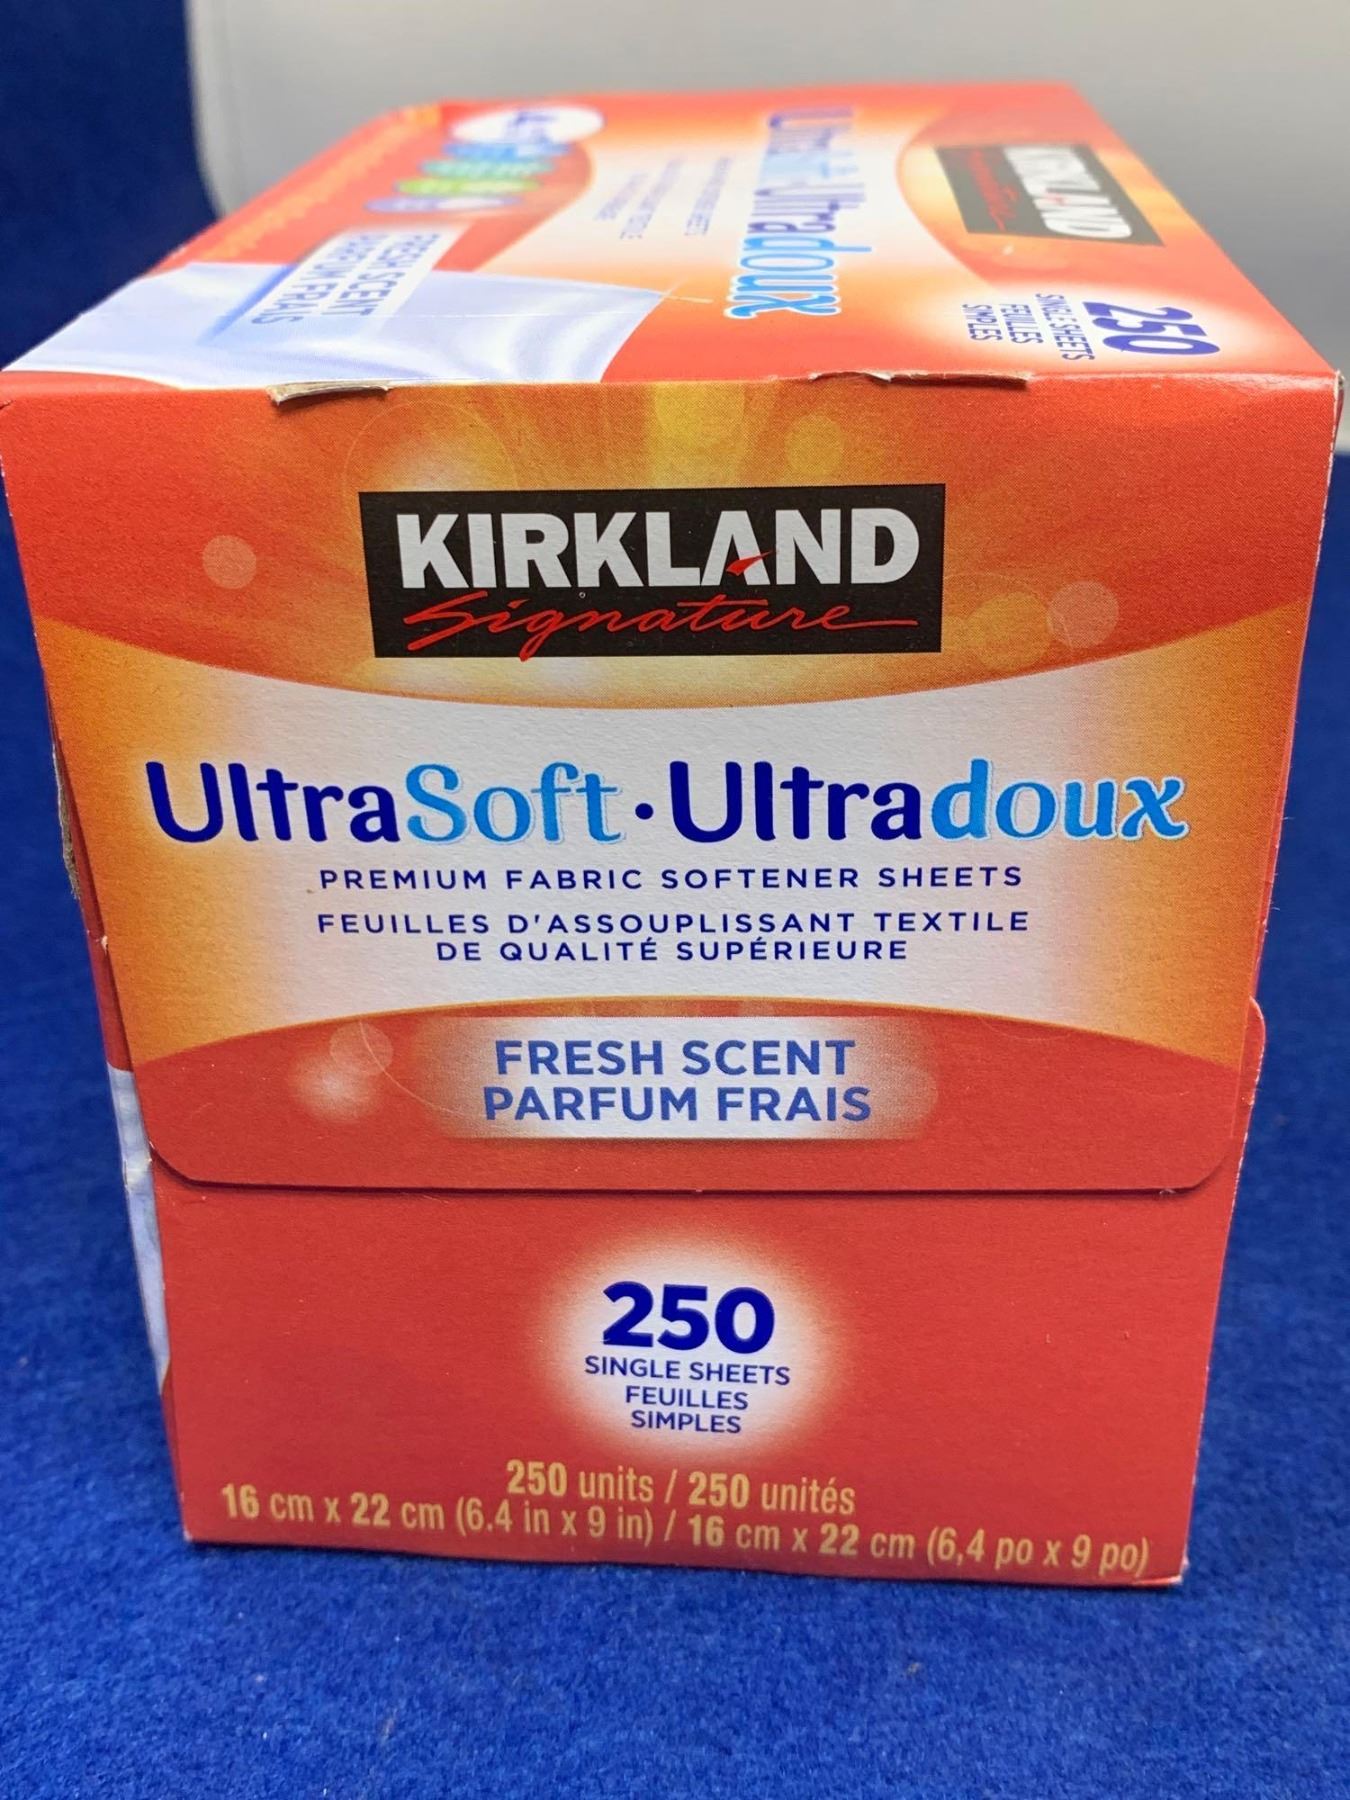 KIRKLAND
Signature
250
SINGLE SHEETS
FEUILLES
SIMPLES
UltraSoft·Ultradoux
FRESH SCENT
PARFUM FRAIS
KIRKLAND
Signature
UltraSoft·Ultradoux
PREMIUM FABRIC SOFTENER SHEETS
FEUILLES D'ASSOUPLISSANT TEXTILE
DE QUALITÉ SUPÉRIEURE
FRESH SCENT
PARFUM FRAIS
250
SINGLE SHEETS
FEUILLES
SIMPLES
250 units / 250 unités
16 cm x 22 cm (6.4 in x 9 in) / 16 cm x 22 cm (6,4 po x 9 po)